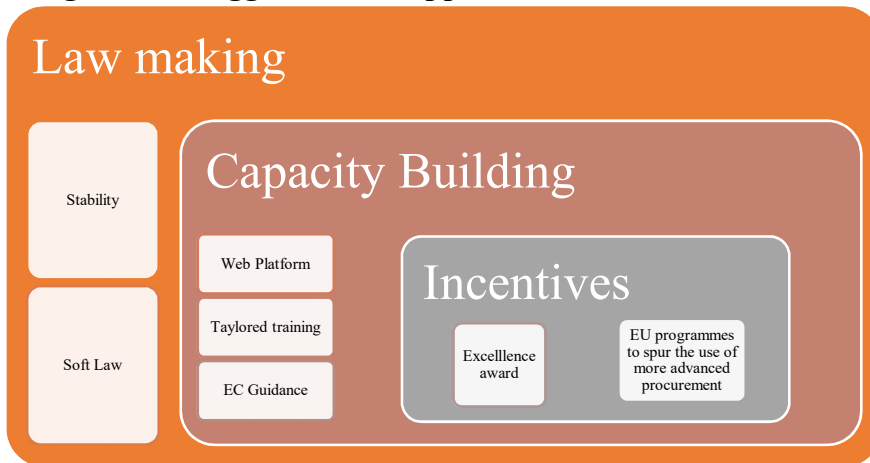 Law making
Stability
Soft Law
Capacity Building
Web Platform
Taylored training
EC Guidance
Incentives
Excelllence
award
EU programmes
to spur the use of
more advanced
procurement